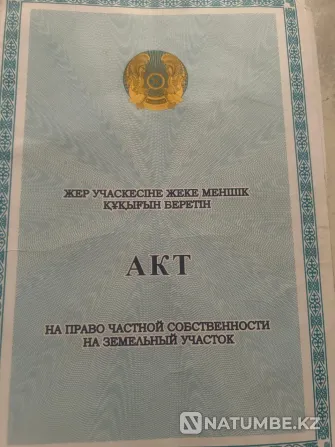 ЖЕР УЧАСКЕСІНЕ ЖЕКЕ МЕНШІК
ҚҰҚЫҒЫН БЕРЕТІН
АКТ
НА ПРАВО ЧАСТНОЙ СОБСТВЕННОСТИ
НА ЗЕМЕЛЬНЫЙ УЧАСТОК
NATUMBE.KZ